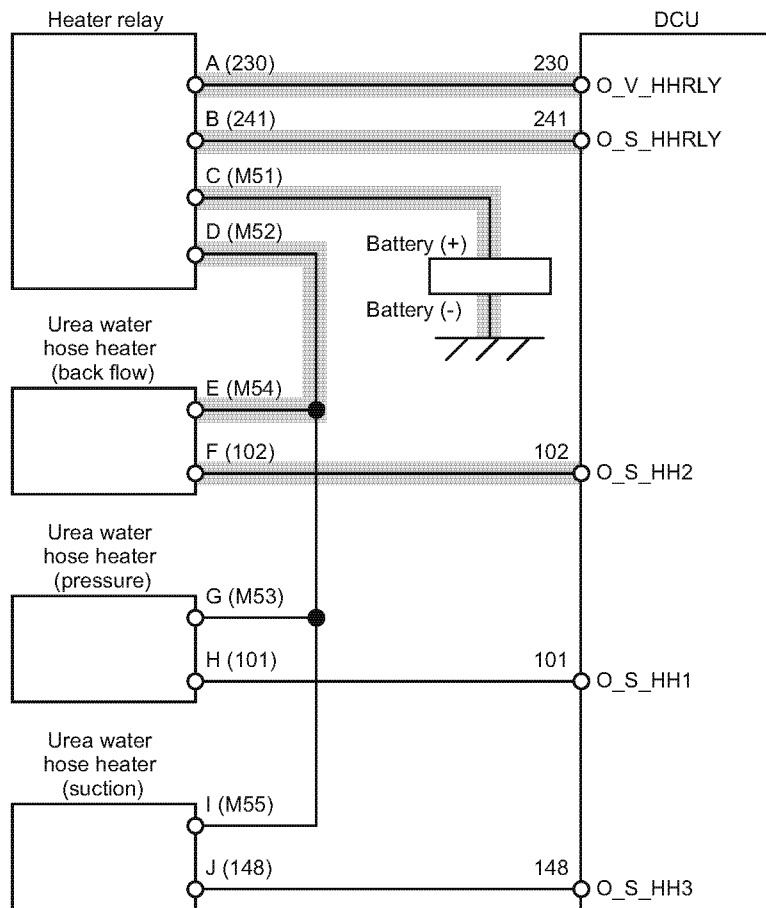 Heater relay
DCU
A (230)
230
O_V_HHRLY
B (241)
241
O_S_HHRLY
C (M51)
D (M52)
Battery (+)
Battery (-)
Urea water
hose heater
(back flow)
E (M54)
F (102)
102
O_S_HH2
Urea water
hose heater
(pressure)
G (M53)
H (101)
101
O_S_HH1
Urea water
hose heater
(suction)
I (M55)
J (148)
148
O_S_HH3